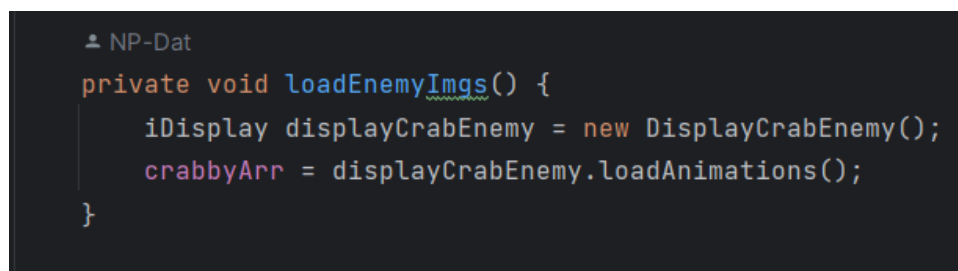 NP-Dat
private void loadEnemyImgs() {
    iDisplay displayCrabEnemy = new DisplayCrabEnemy();
    crabbyArr = displayCrabEnemy.loadAnimations();
}